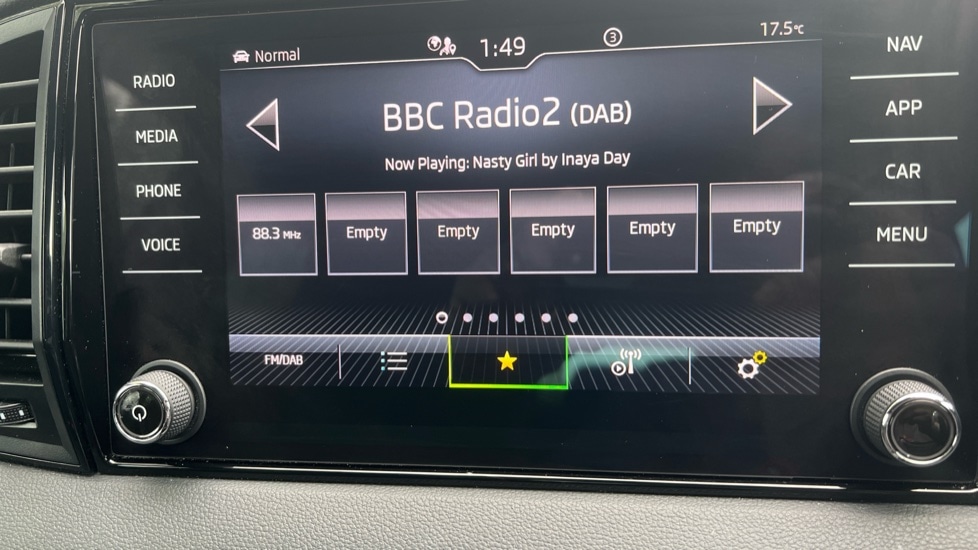 Normal
1:49
3
17.5°C
RADIO
MEDIA
PHONE
VOICE
BBC Radio2 (DAB)
Now Playing: Nasty Girl by Inaya Day
88.3 MHz Empty Empty Empty Empty Empty
FM/DAB
NAV
APP
CAR
MENU